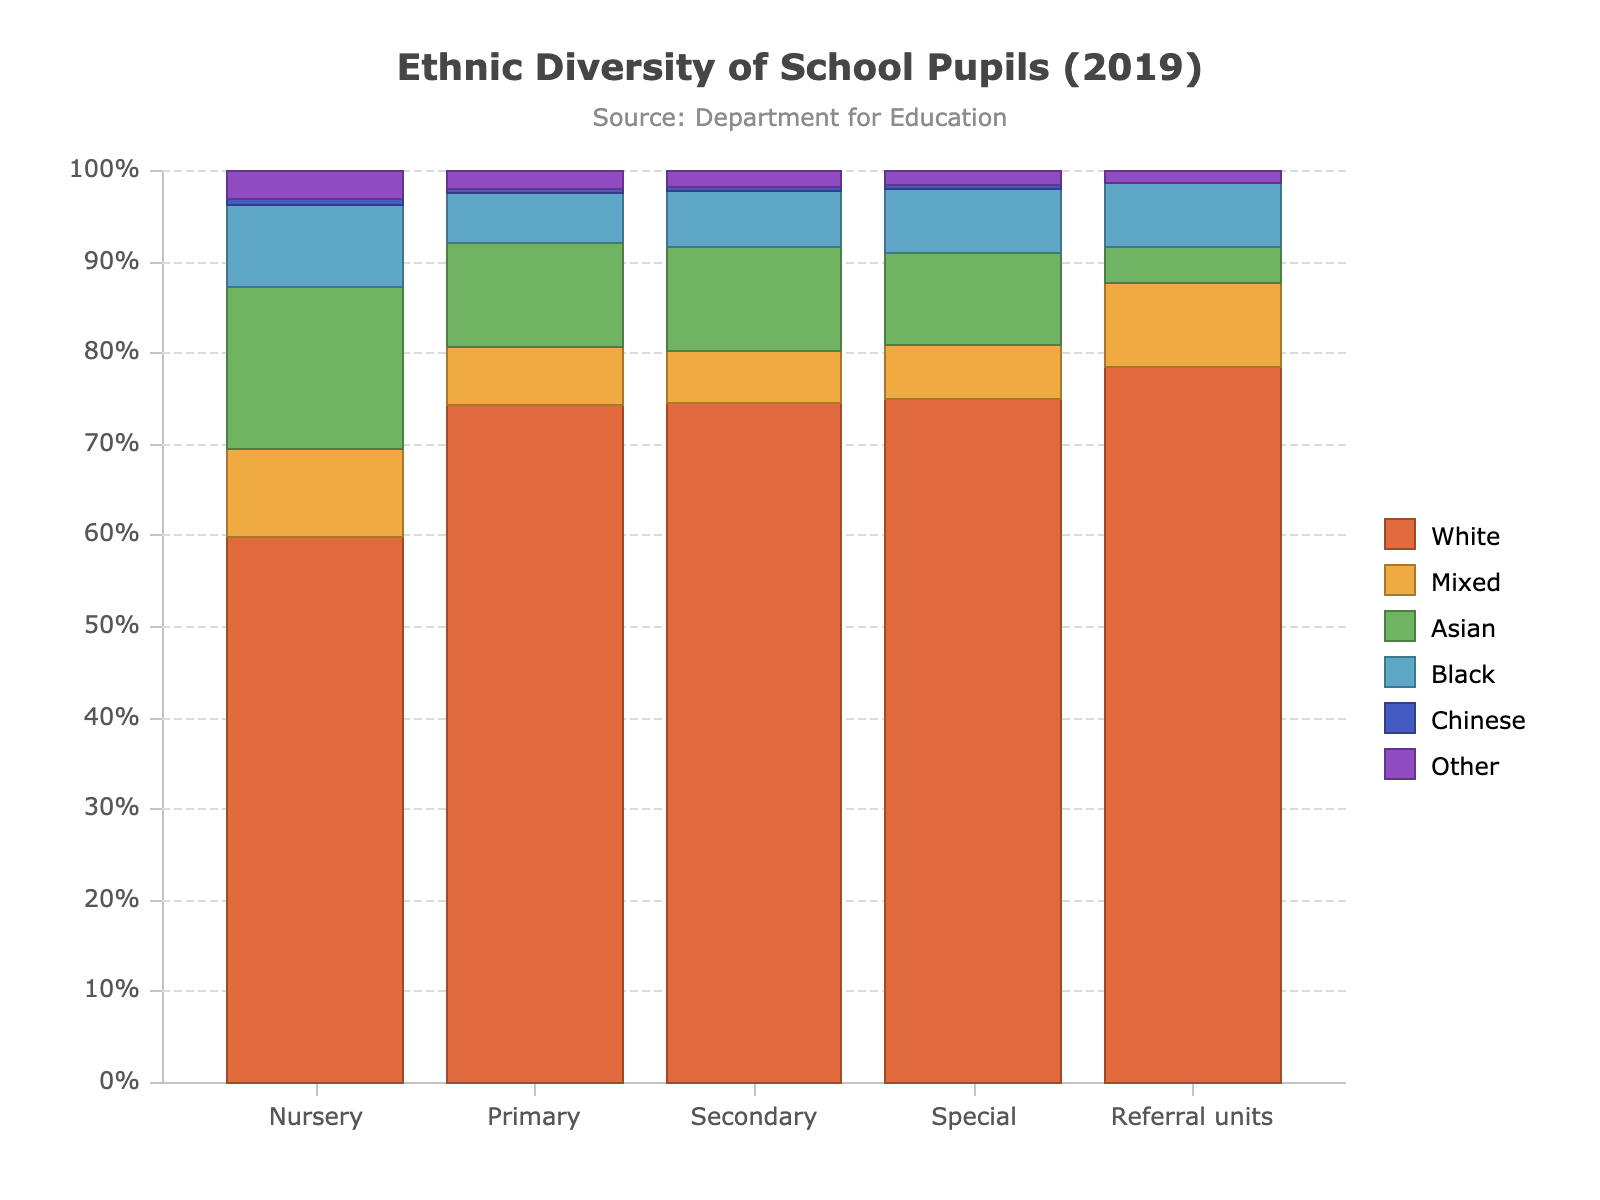 Ethnic Diversity of School Pupils (2019)
Source: Department for Education
100%
90%
80%
70%
60%
50%
40%
30%
20%
10%
0%
Nursery
Primary
Secondary
Special
Referral units
White
Mixed
Asian
Black
Chinese
Other